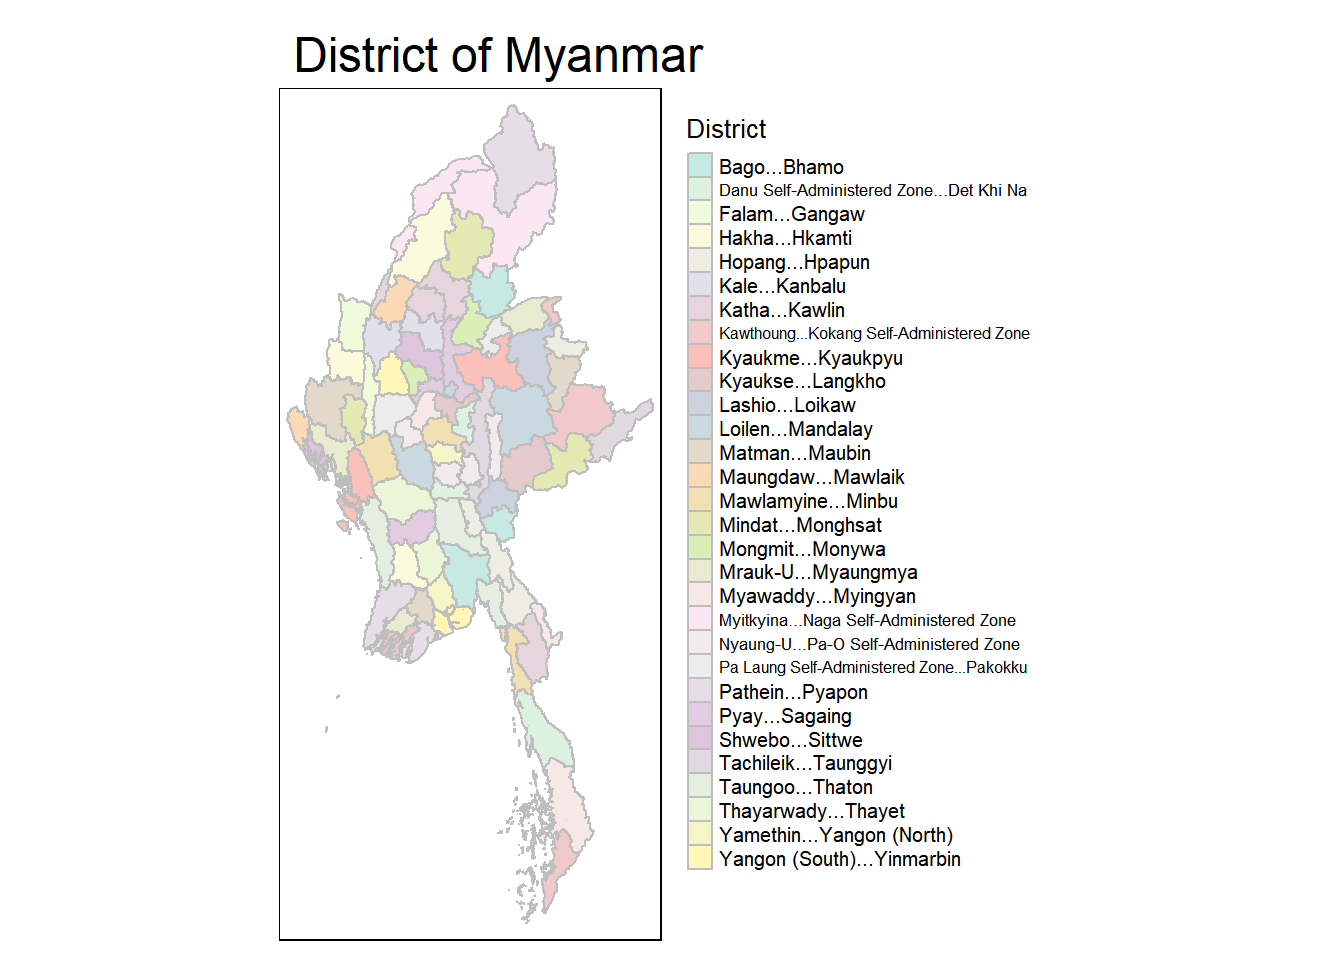 District of Myanmar
District
Bago...Bhamo
Danu Self-Administered Zone...Det Khi Na
Falam...Gangaw
Hakha...Hkamti
Hopang...Hpapun
Kale...Kanbalu
Katha...Kawlin
Kawthoung...Kokang Self-Administered Zone
Kyaukme...Kyaukpyu
Kyaukse...Langkho
Lashio...Loikaw
Loilen...Mandalay
Matman...Maubin
Maungdaw...Mawlaik
Mawlamyine...Minbu
Mindat...Monghsat
Mongmit...Monywa
Mrauk-U...Myaungmya
Myawaddy...Myingyan
Myitkyina...Naga Self-Administered Zone
Nyaung-U...Pa-O Self-Administered Zone
Pa Laung Self-Administered Zone...Pakokku
Pathein...Pyapon
Pyay...Sagaing
Shwebo...Sittwe
Tachileik...Taunggyi
Taungoo...Thaton
Thayarwady...Thayet
Yamethin...Yangon (North)
Yangon (South)...Yinmarbin